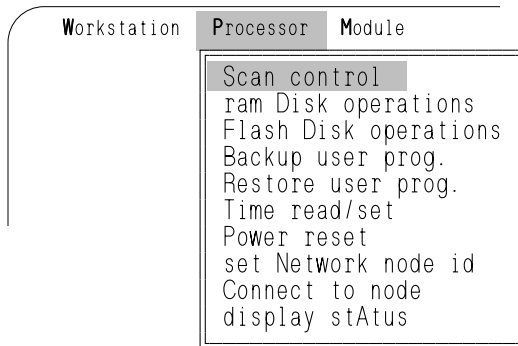 Workstation Processor Module
Scan control
ram Disk operations
Flash Disk operations
Backup user prog.
Restore user prog.
Time read/set
Power reset
set Network node id
Connect to node
display stAtus